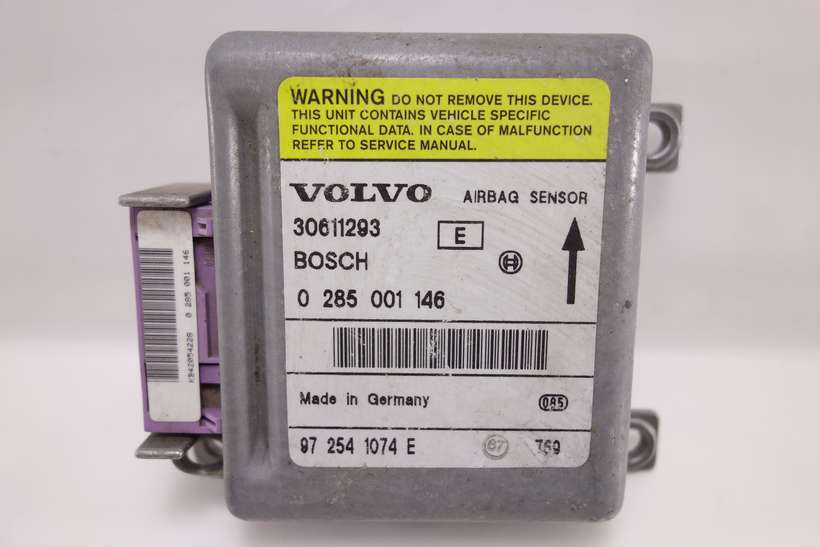 WARNING DO NOT REMOVE THIS DEVICE.
THIS UNIT CONTAINS VEHICLE SPECIFIC
FUNCTIONAL DATA. IN CASE OF MALFUNCTION
REFER TO SERVICE MANUAL.
VOLVO AIRBAG SENSOR
30611293 E
BOSCH
0 285 001 146
Made in Germany 085
97 254 1074 E 67 769
K942054228 0 285 001 146